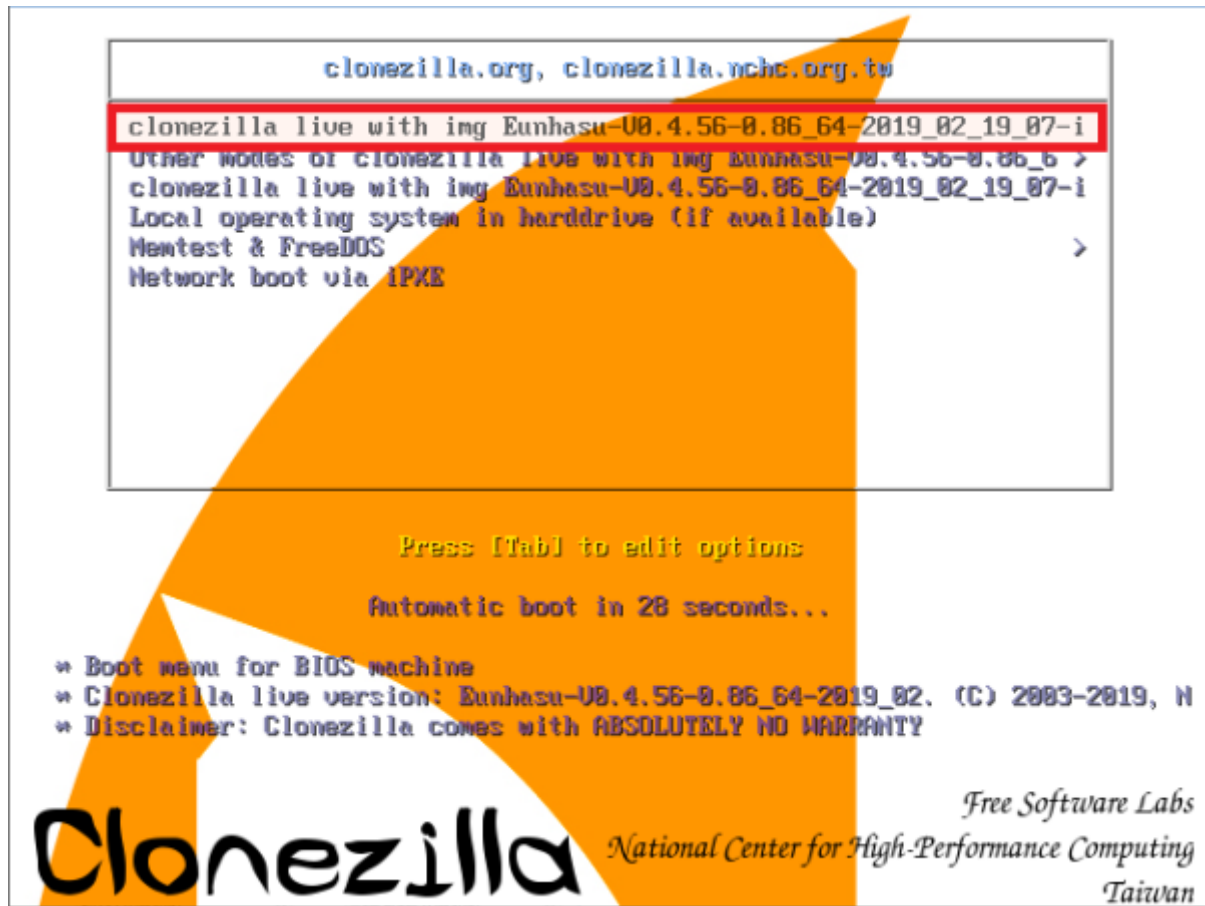 clonezilla.org, clonezilla.nchc.org.tw
clonezilla live with img Eunhasu-V0.4.56-0.86_64-2019_02_19_07-i
Other modes of clonezilla live with img Eunhasu-V0.4.56-0.86_6 >
clonezilla live with img Eunhasu-V0.4.56-0.86_64-2019_02_19_07-i
Local operating system in harddrive (if available)
Memtest & FreeDOS >
Network boot via iPXE
Press [Tab] to edit options
Automatic boot in 28 seconds...
* Boot menu for BIOS machine
* Clonezilla live version: Eunhasu-V0.4.56-0.86_64-2019_02. (C) 2003-2019, N
* Disclaimer: Clonezilla comes with ABSOLUTELY NO WARRANTY
Free Software Labs
Clonezilla National Center for High-Performance Computing
Taiwan